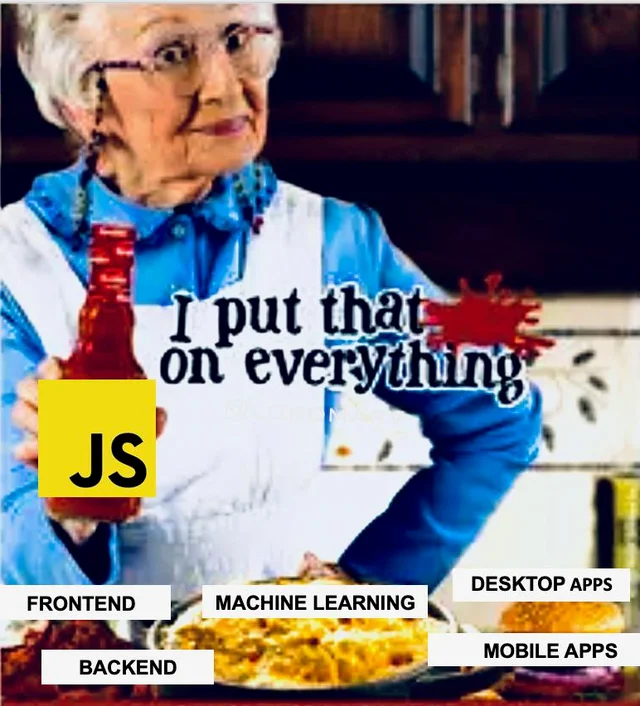 I put that
on everything
JS
DESKTOP APPS
FRONTEND
MACHINE LEARNING
MOBILE APPS
BACKEND